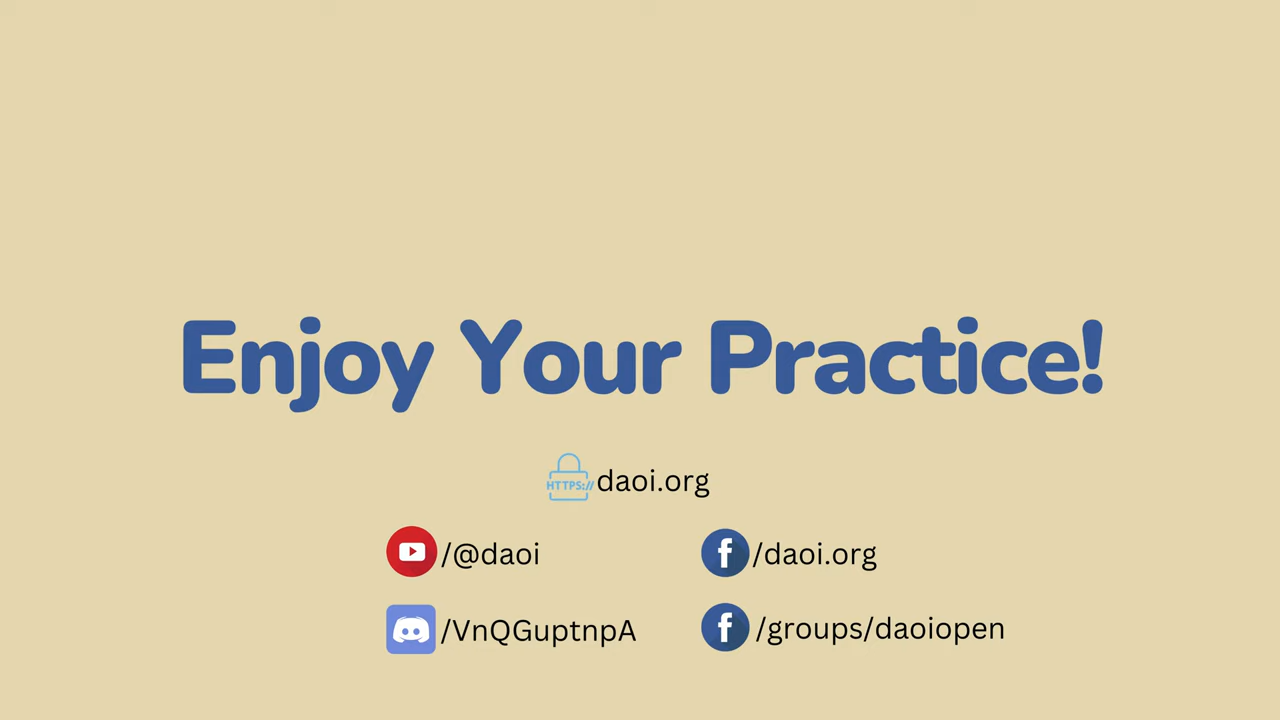 Enjoy Your Practice!
HTTPS:// daoi.org
/@daoi
/daoi.org
/VnQGuptnpA
/groups/daoiopen